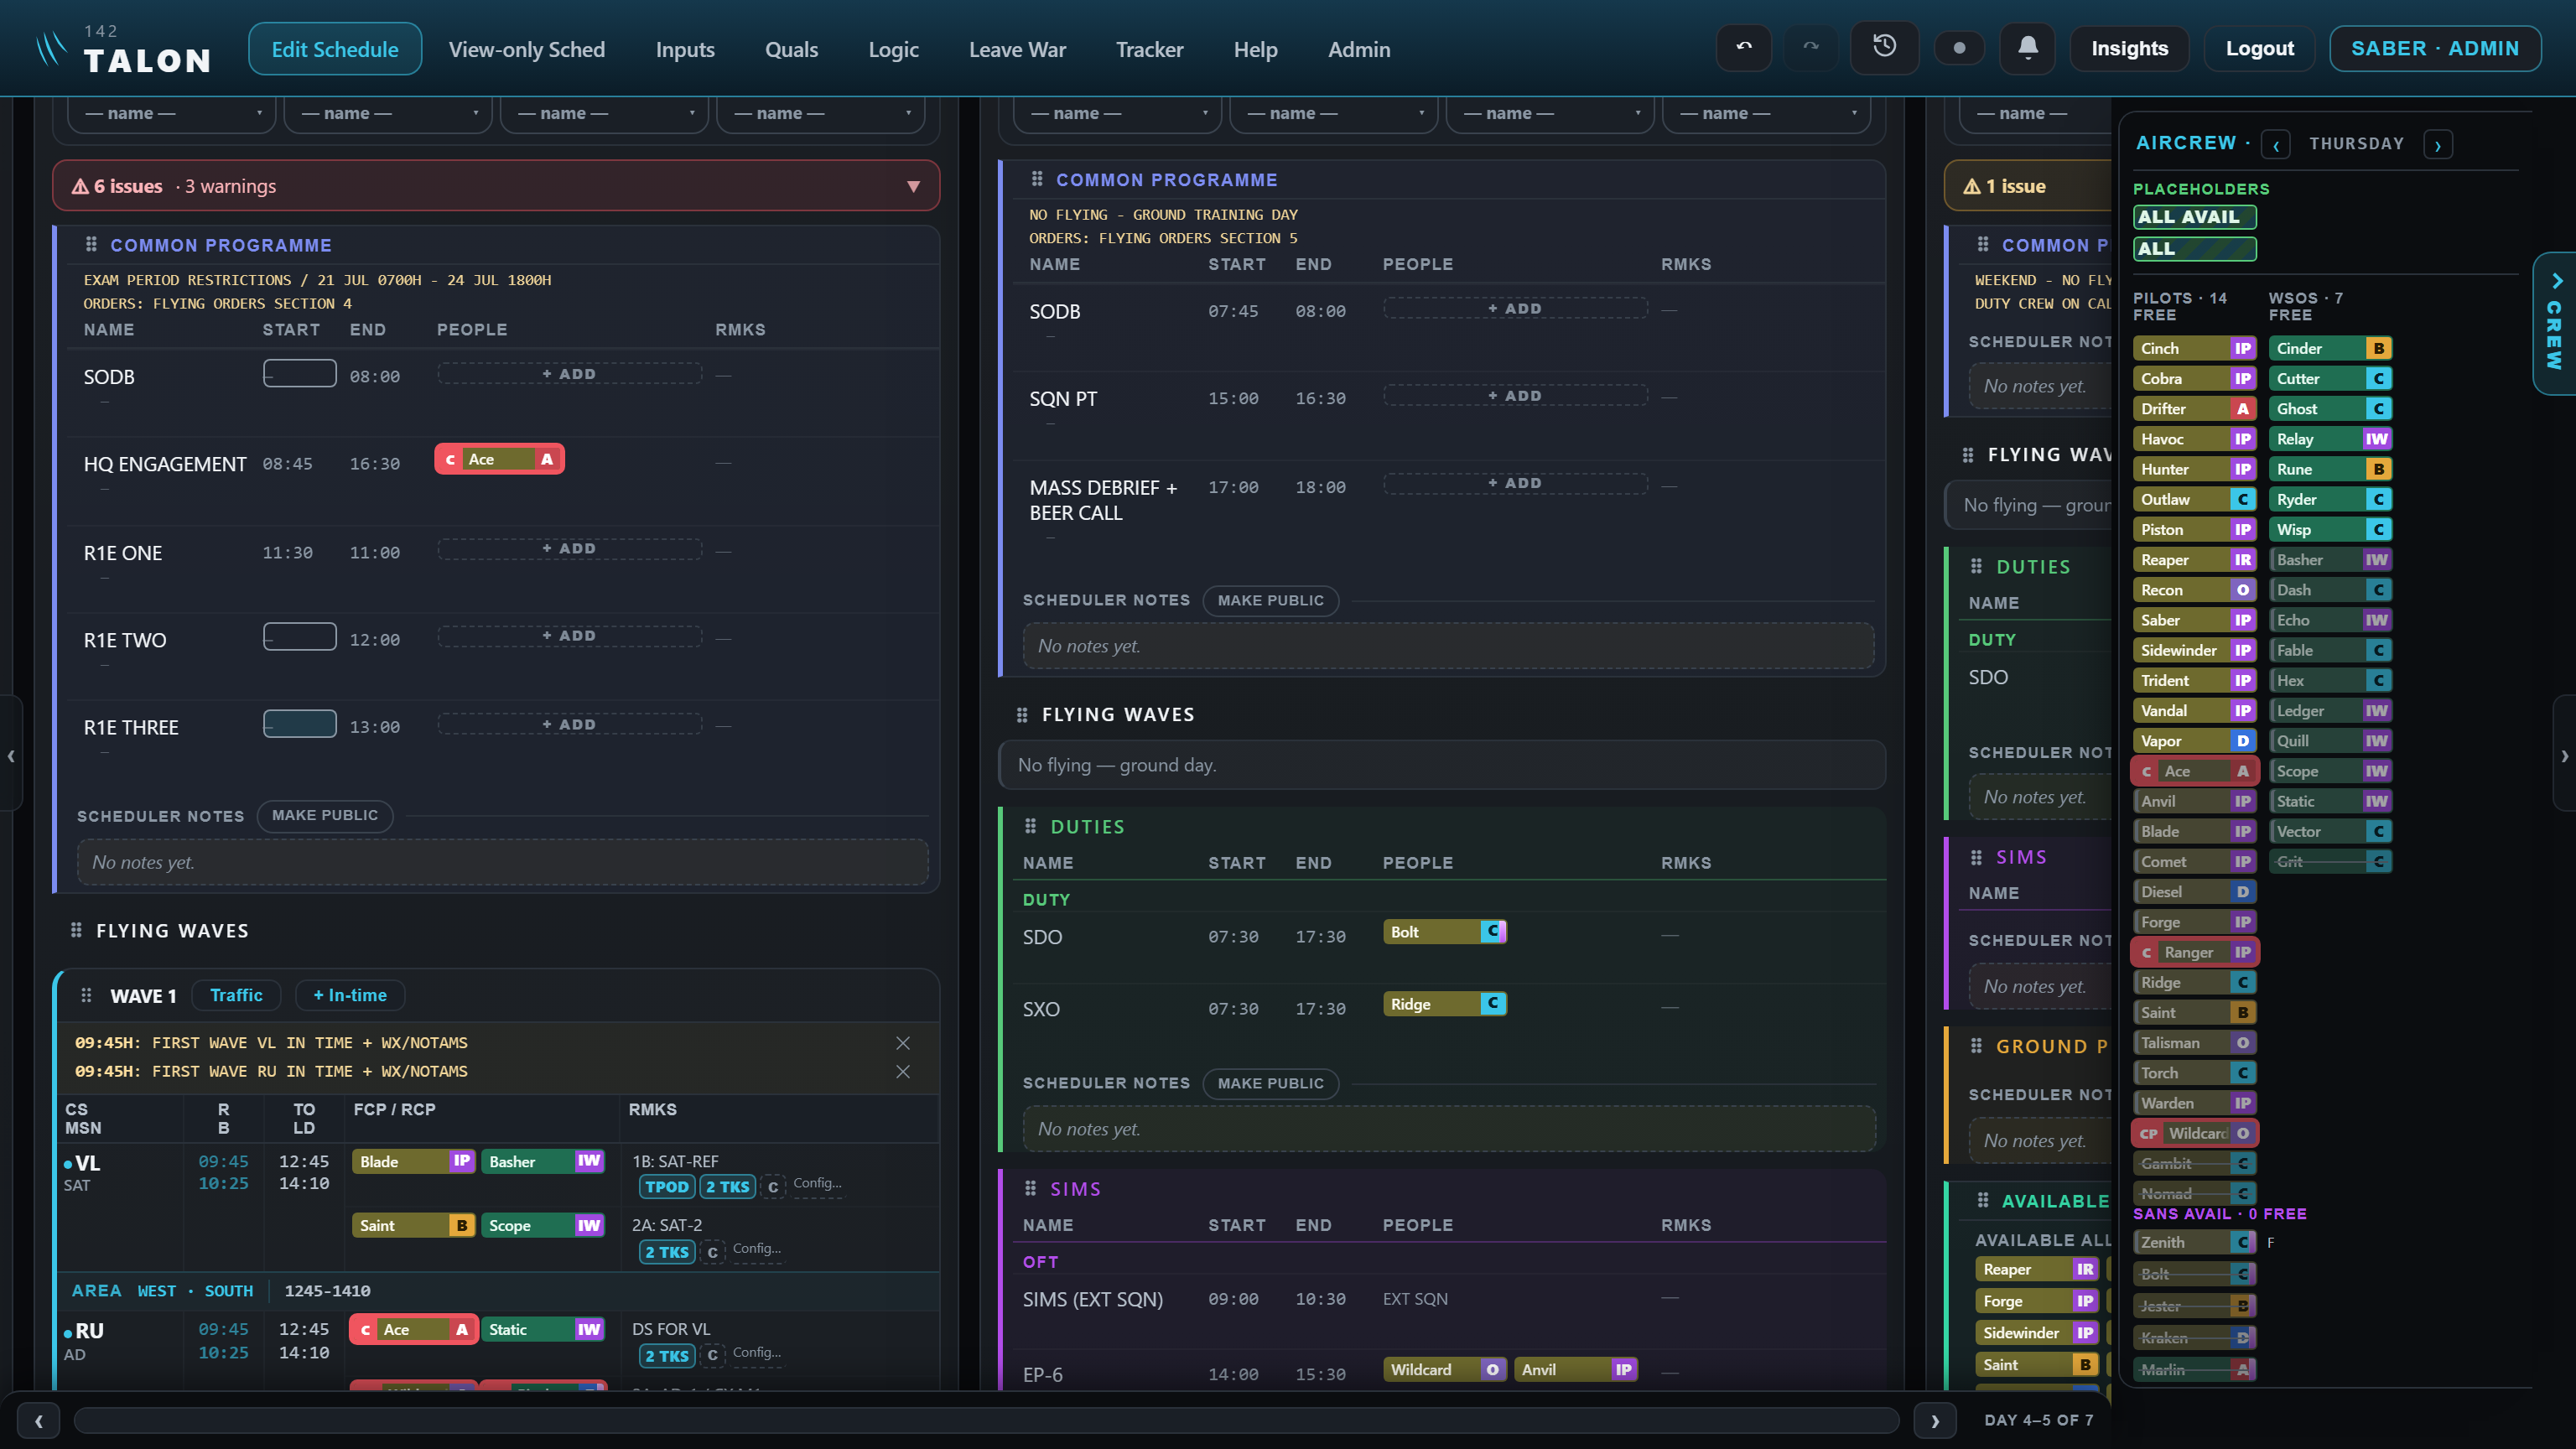 142
TALON
Edit Schedule
View-only Sched
Inputs
Quals
Logic
Leave War
Tracker
Help
Admin
Insights
Logout
SABER · ADMIN
— name —
— name —
— name —
— name —
6 issues · 3 warnings
COMMON PROGRAMME
EXAM PERIOD RESTRICTIONS / 21 JUL 0700H - 24 JUL 1800H
ORDERS: FLYING ORDERS SECTION 4
NAME START END PEOPLE RMKS
SODB — 08:00 + ADD —
—
HQ ENGAGEMENT 08:45 16:30 C Ace A —
—
R1E ONE 11:30 11:00 + ADD —
—
R1E TWO — 12:00 + ADD —
—
R1E THREE — 13:00 + ADD —
—
SCHEDULER NOTES MAKE PUBLIC
No notes yet.
FLYING WAVES
WAVE 1 Traffic + In-time
09:45H: FIRST WAVE VL IN TIME + WX/NOTAMS
09:45H: FIRST WAVE RU IN TIME + WX/NOTAMS
CS R TO FCP / RCP RMKS
MSN B LD
VL 09:45 12:45 Blade IP Basher IW 1B: SAT-REF
SAT 10:25 14:10 TPOD 2 TKS C Config...
Saint B Scope IW 2A: SAT-2
2 TKS C Config...
AREA WEST · SOUTH 1245-1410
RU 09:45 12:45 C Ace A Static IW DS FOR VL
AD 10:25 14:10 2 TKS C Config...
— name —
— name —
— name —
— name —
COMMON PROGRAMME
NO FLYING - GROUND TRAINING DAY
ORDERS: FLYING ORDERS SECTION 5
NAME START END PEOPLE RMKS
SODB 07:45 08:00 + ADD —
—
SQN PT 15:00 16:30 + ADD —
—
MASS DEBRIEF + 17:00 18:00 + ADD —
BEER CALL
—
SCHEDULER NOTES MAKE PUBLIC
No notes yet.
FLYING WAVES
No flying — ground day.
DUTIES
NAME START END PEOPLE RMKS
DUTY
SDO 07:30 17:30 Bolt C —
SXO 07:30 17:30 Ridge C —
SCHEDULER NOTES MAKE PUBLIC
No notes yet.
SIMS
NAME START END PEOPLE RMKS
OFT
SIMS (EXT SQN) 09:00 10:30 EXT SQN —
EP-6 14:00 15:30 Wildcard O Anvil IP —
— name —
1 issue
COMMON P
WEEKEND - NO FLY
DUTY CREW ON CAL
SCHEDULER NOT
No notes yet.
FLYING WAV
No flying — groun
DUTIES
NAME
DUTY
SDO
SCHEDULER NOT
No notes yet.
SIMS
NAME
SCHEDULER NOT
No notes yet.
GROUND P
SCHEDULER NOT
No notes yet.
AVAILABLE
AVAILABLE ALL
Reaper IR
Forge IP
Sidewinder IP
Saint B
AIRCREW · ‹ THURSDAY ›
PLACEHOLDERS
ALL AVAIL
ALL
PILOTS · 14 WSOS · 7
FREE FREE
Cinch IP Cinder B
Cobra IP Cutter C
Drifter A Ghost C
Havoc IP Relay IW
Hunter IP Rune B
Outlaw C Ryder C
Piston IP Wisp C
Reaper IR Basher IW
Recon O Dash C
Saber IP Echo IW
Sidewinder IP Fable C
Trident IP Hex C
Vandal IP Ledger IW
Vapor D Quill IW
C Ace A Scope IW
Anvil IP Static IW
Blade IP Vector C
Comet IP Grit C
Diesel D
Forge IP
C Ranger IP
Ridge C
Saint B
Talisman O
Torch C
Warden IP
CP Wildcard O
Gambit C
Nomad C
SANS AVAIL · 0 FREE
Zenith C F
Bolt C
Jester B
Kraken D
Marlin A
CREW
‹ › DAY 4–5 OF 7